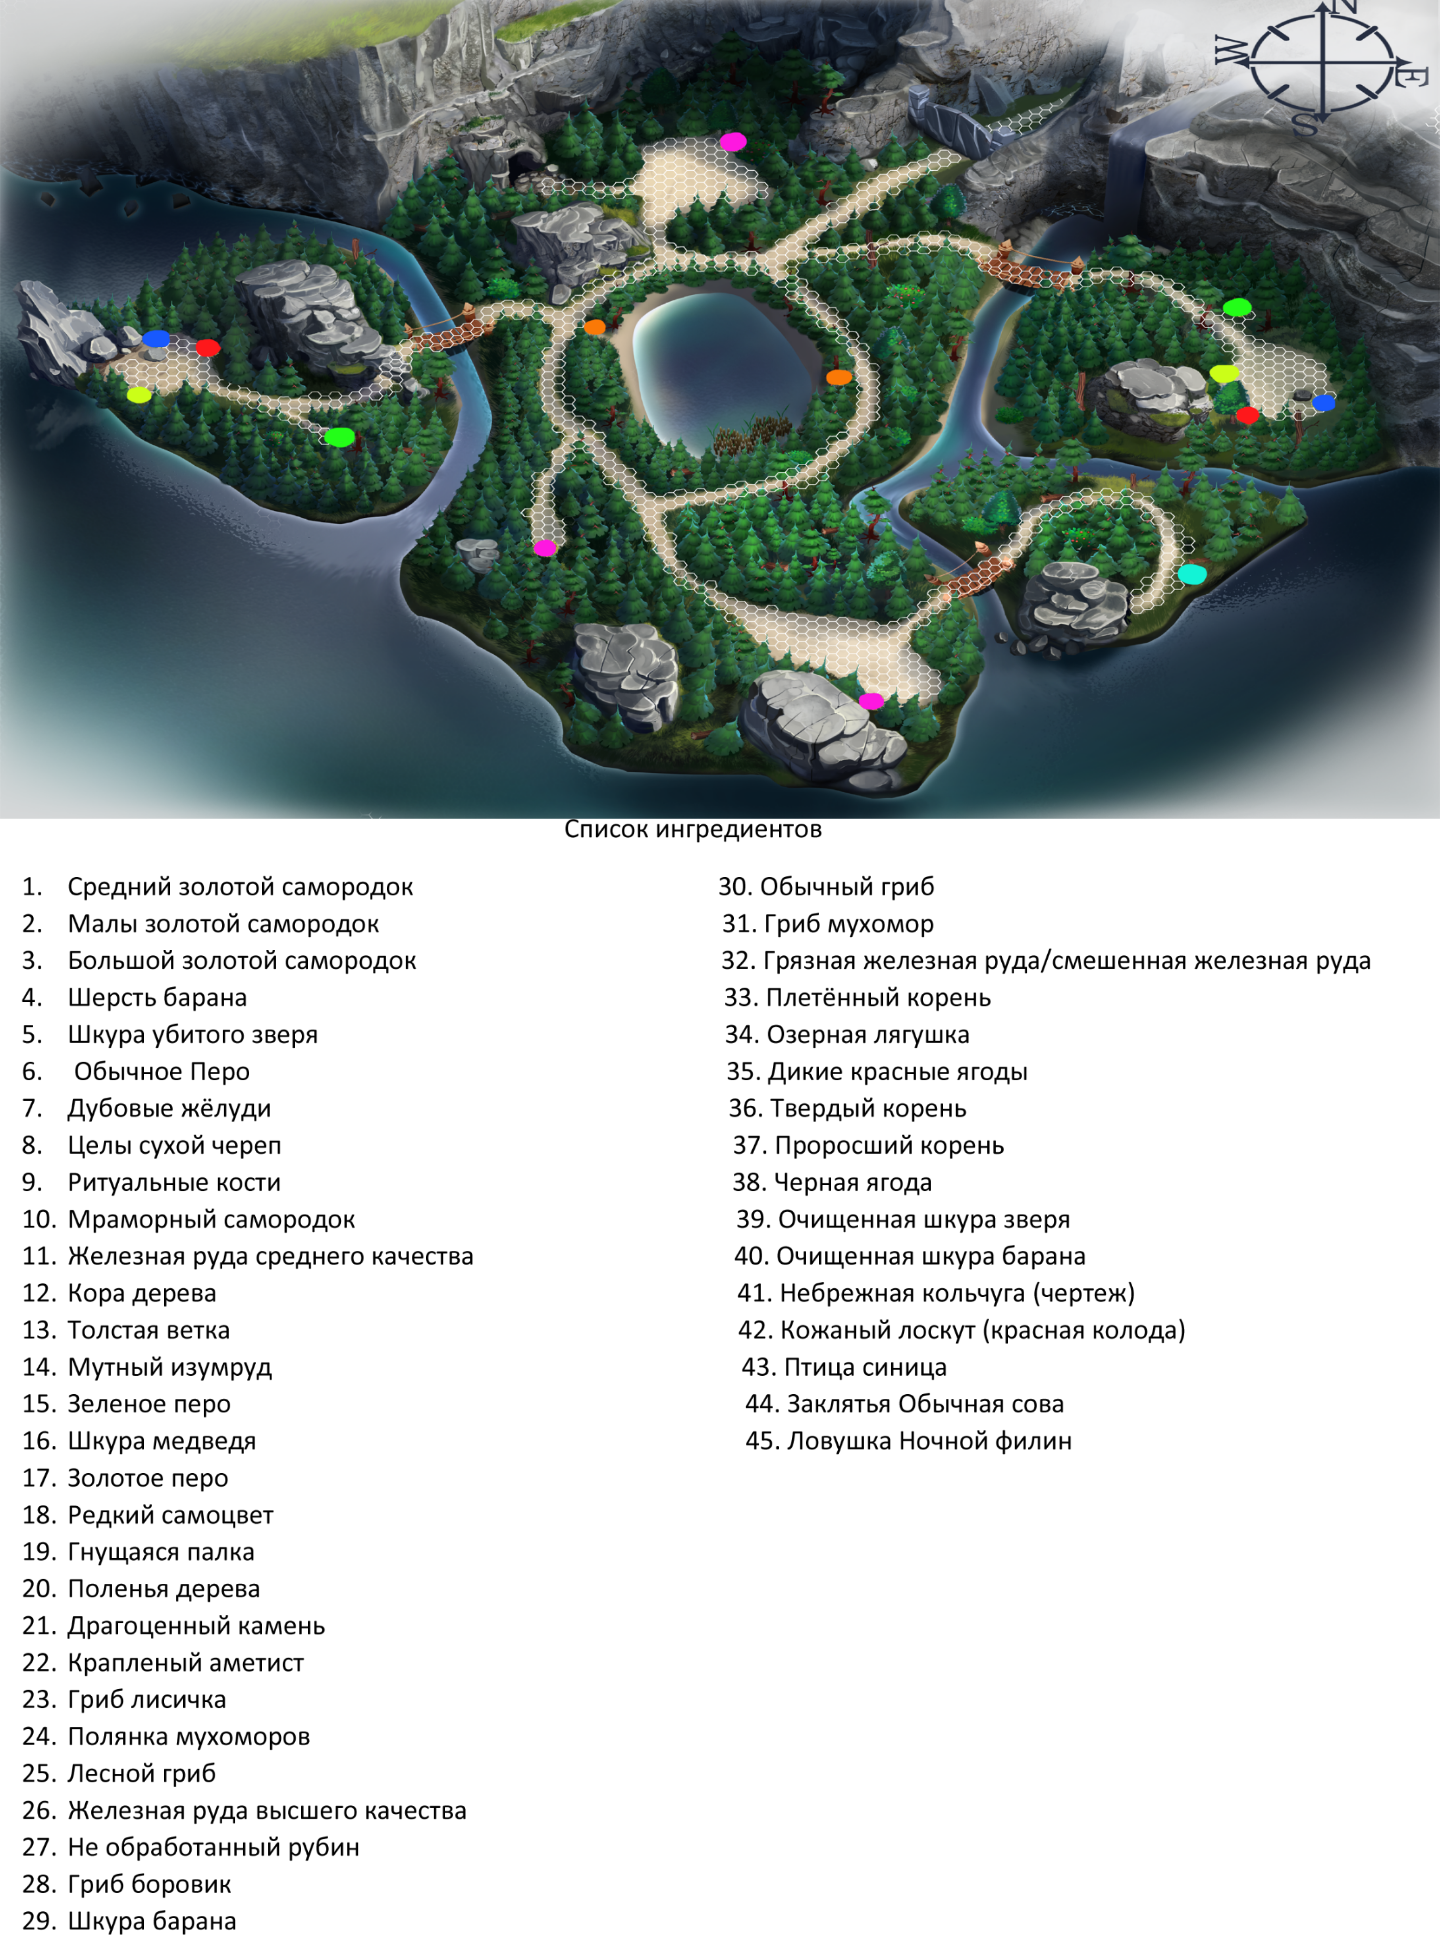 N
W
E
S
Список ингредиентов
1. Средний золотой самородок
2. Малы золотой самородок
3. Большой золотой самородок
4. Шерсть барана
5. Шкура убитого зверя
6. Обычное Перо
7. Дубовые жёлуди
8. Целы сухой череп
9. Ритуальные кости
10. Мраморный самородок
11. Железная руда среднего качества
12. Кора дерева
13. Толстая ветка
14. Мутный изумруд
15. Зеленое перо
16. Шкура медведя
17. Золотое перо
18. Редкий самоцвет
19. Гнущаяся палка
20. Поленья дерева
21. Драгоценный камень
22. Крапленый аметист
23. Гриб лисичка
24. Полянка мухоморов
25. Лесной гриб
26. Железная руда высшего качества
27. Не обработанный рубин
28. Гриб боровик
29. Шкура барана
30. Обычный гриб
31. Гриб мухомор
32. Грязная железная руда/смешенная железная руда
33. Плетённый корень
34. Озерная лягушка
35. Дикие красные ягоды
36. Твердый корень
37. Проросший корень
38. Черная ягода
39. Очищенная шкура зверя
40. Очищенная шкура барана
41. Небрежная кольчуга (чертеж)
42. Кожаный лоскут (красная колода)
43. Птица синица
44. Заклятья Обычная сова
45. Ловушка Ночной филин